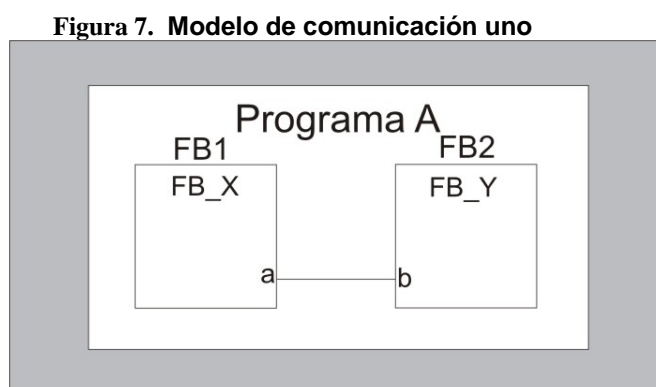 Figura 7. Modelo de comunicación uno
Programa A
FB1
FB2
FB_X
FB_Y
a
b